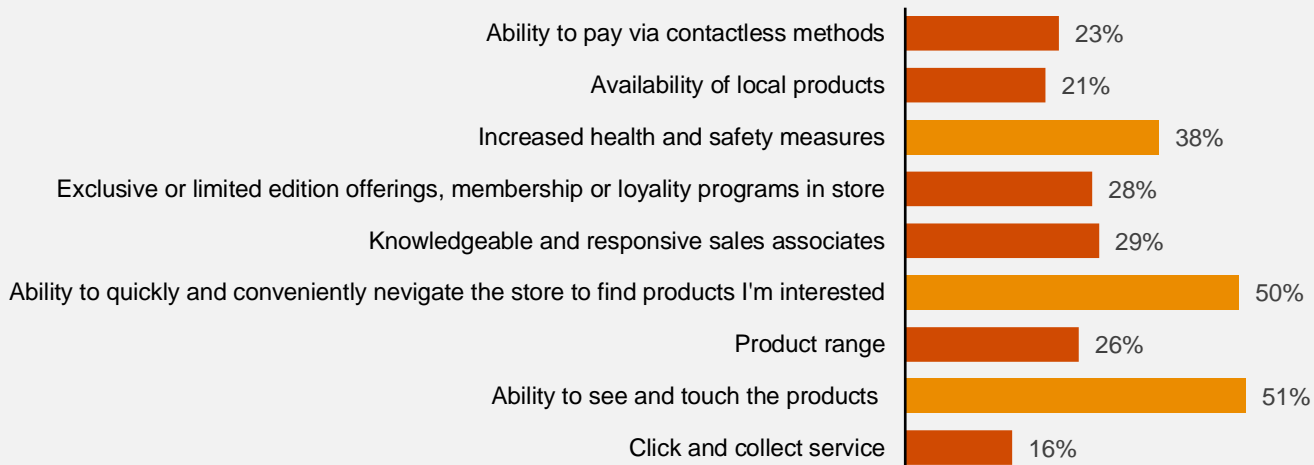 Ability to pay via contactless methods 23%
Availability of local products 21%
Increased health and safety measures 38%
Exclusive or limited edition offerings, membership or loyality programs in store 28%
Knowledgeable and responsive sales associates 29%
Ability to quickly and conveniently nevigate the store to find products I'm interested 50%
Product range 26%
Ability to see and touch the products 51%
Click and collect service 16%